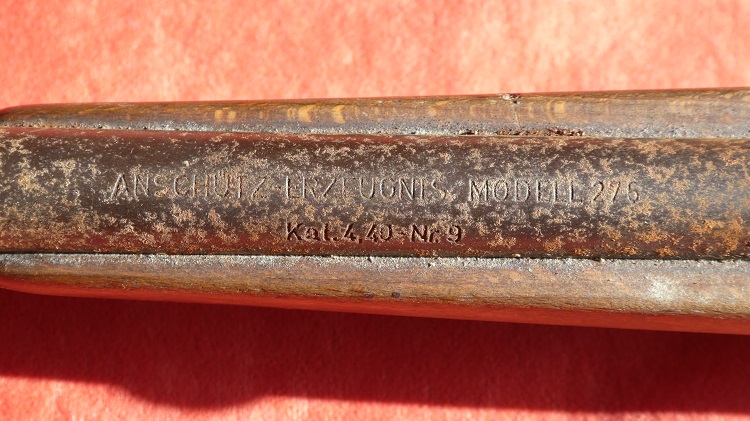 ANSCHÜTZ-ERZEUGNIS, MODELL 275
Kal. 4,40-Nr. 9